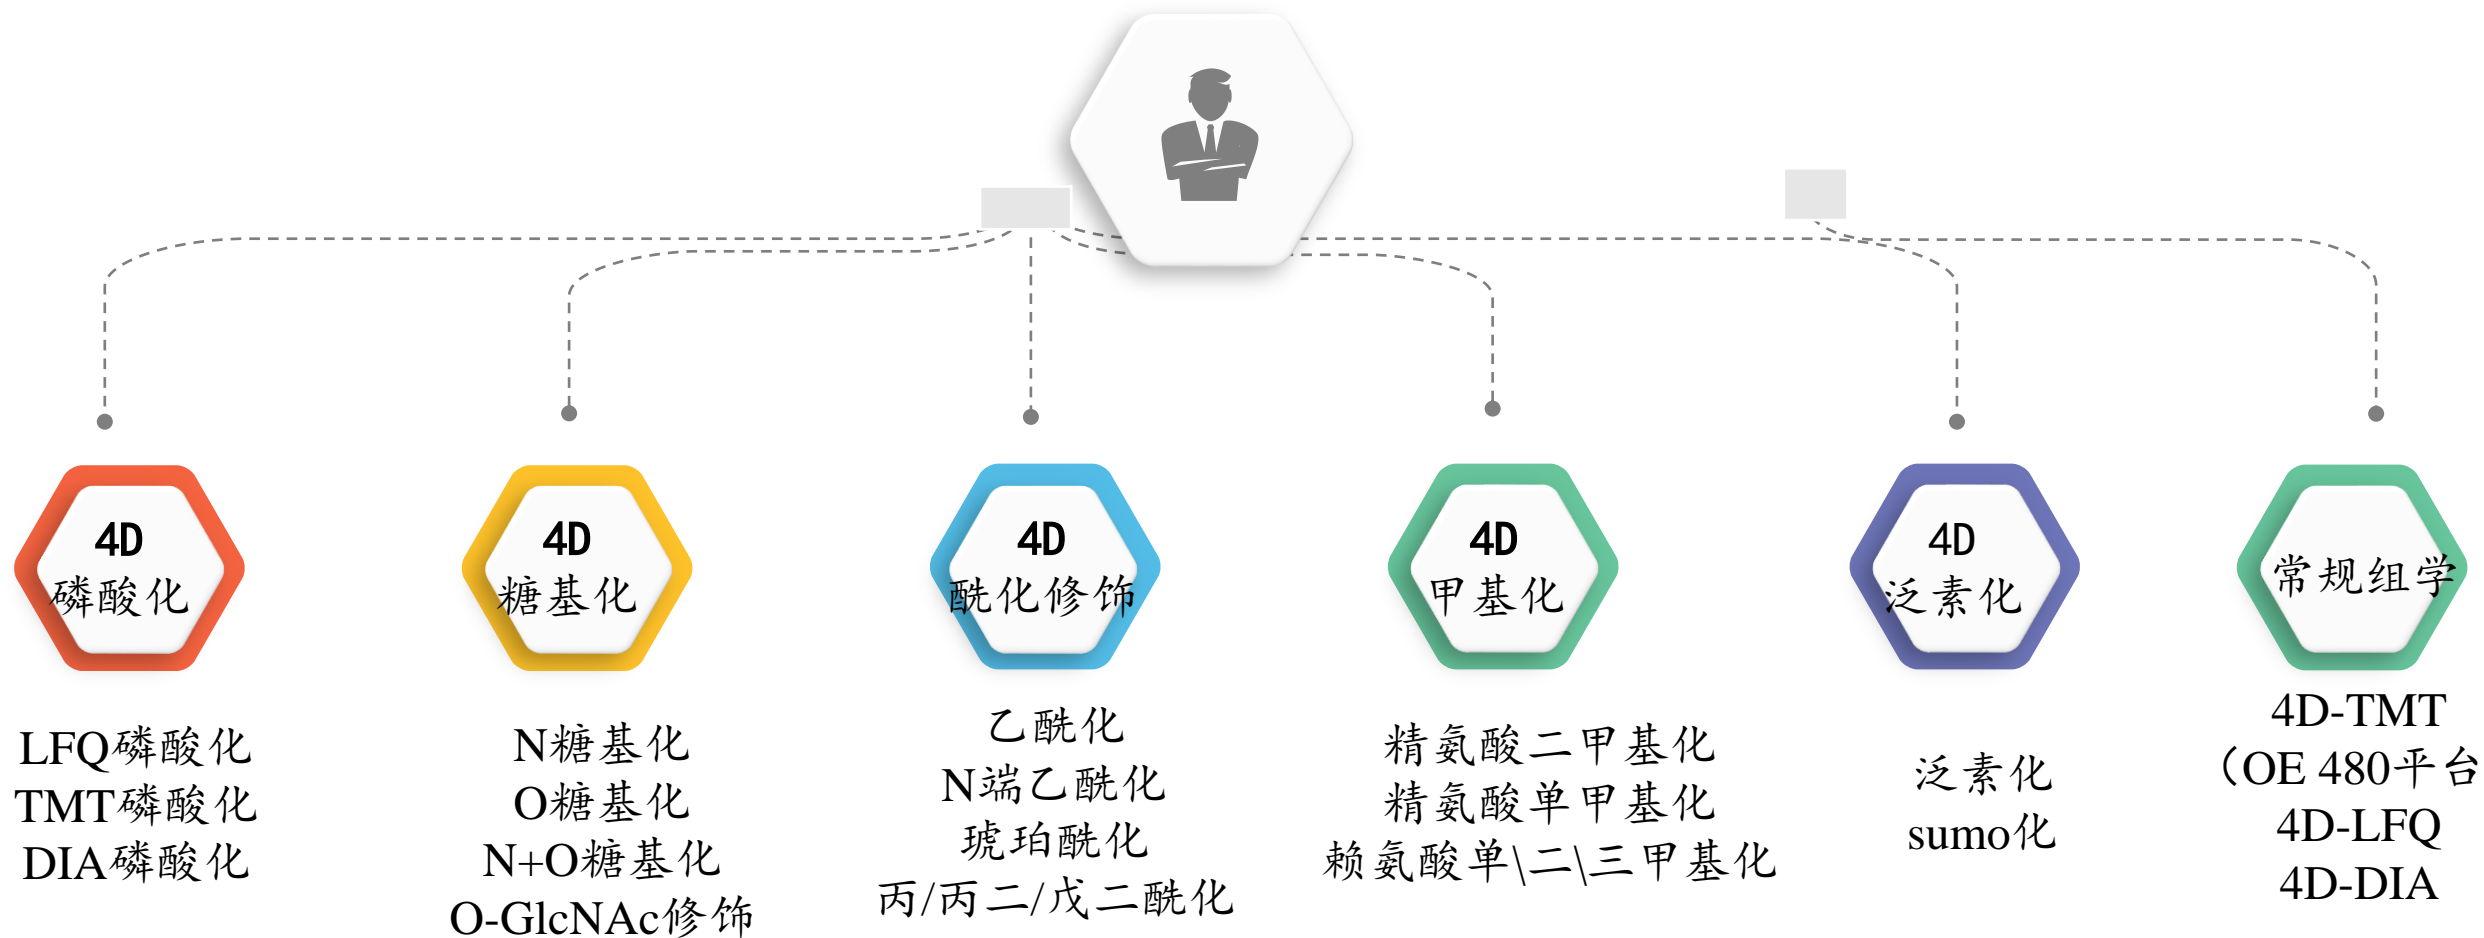 4D
磷酸化
LFQ磷酸化
TMT磷酸化
DIA磷酸化
4D
糖基化
N糖基化
O糖基化
N+O糖基化
O-GlcNAc修饰
4D
酰化修饰
乙酰化
N端乙酰化
琥珀酰化
丙/丙二/戊二酰化
4D
甲基化
精氨酸二甲基化
精氨酸单甲基化
赖氨酸单\二\三甲基化
4D
泛素化
泛素化
sumo化
常规组学
4D-TMT
（OE 480平台
4D-LFQ
4D-DIA